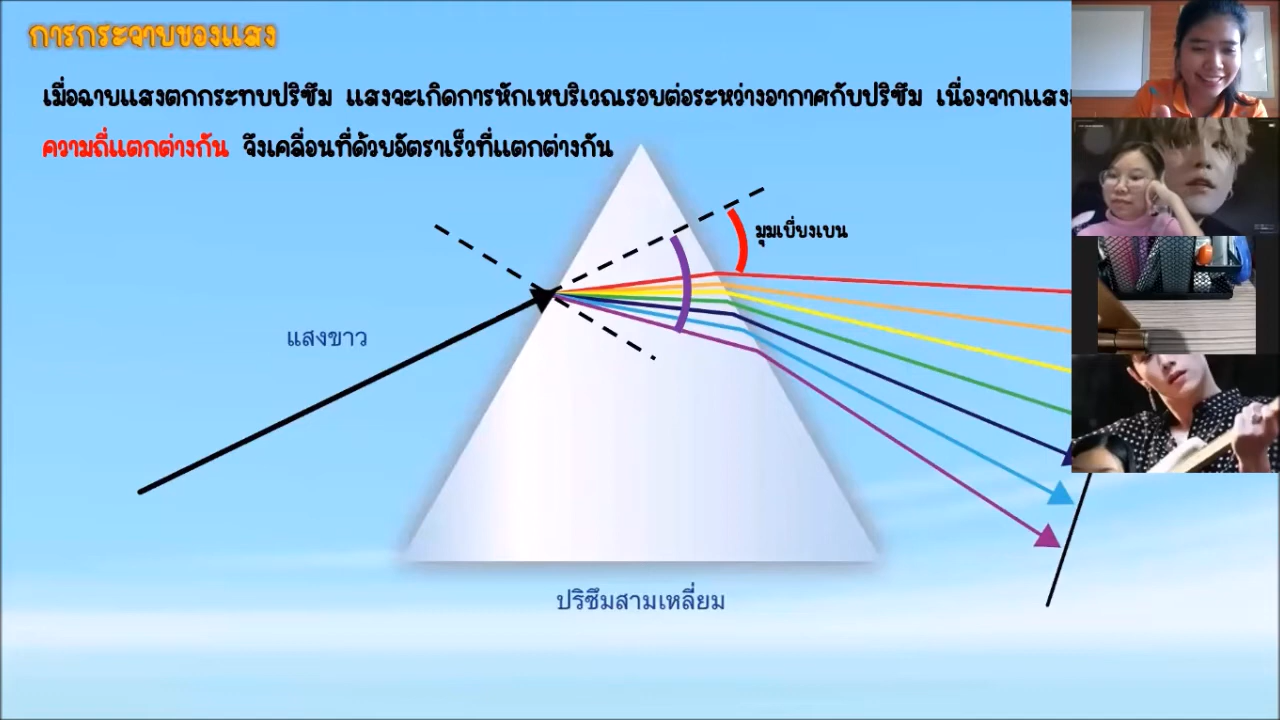 การกระจายของแสง
เมื่อฉายแสงตกกระทบปริซึม แสงจะเกิดการหักเหบริเวณรอยต่อระหว่างอากาศกับปริซึม เนื่องจากแสง
ความถี่แตกต่างกัน จึงเคลื่อนที่ด้วยอัตราเร็วที่แตกต่างกัน
มุมเบี่ยงเบน
แสงขาว
ปริซึมสามเหลี่ยม